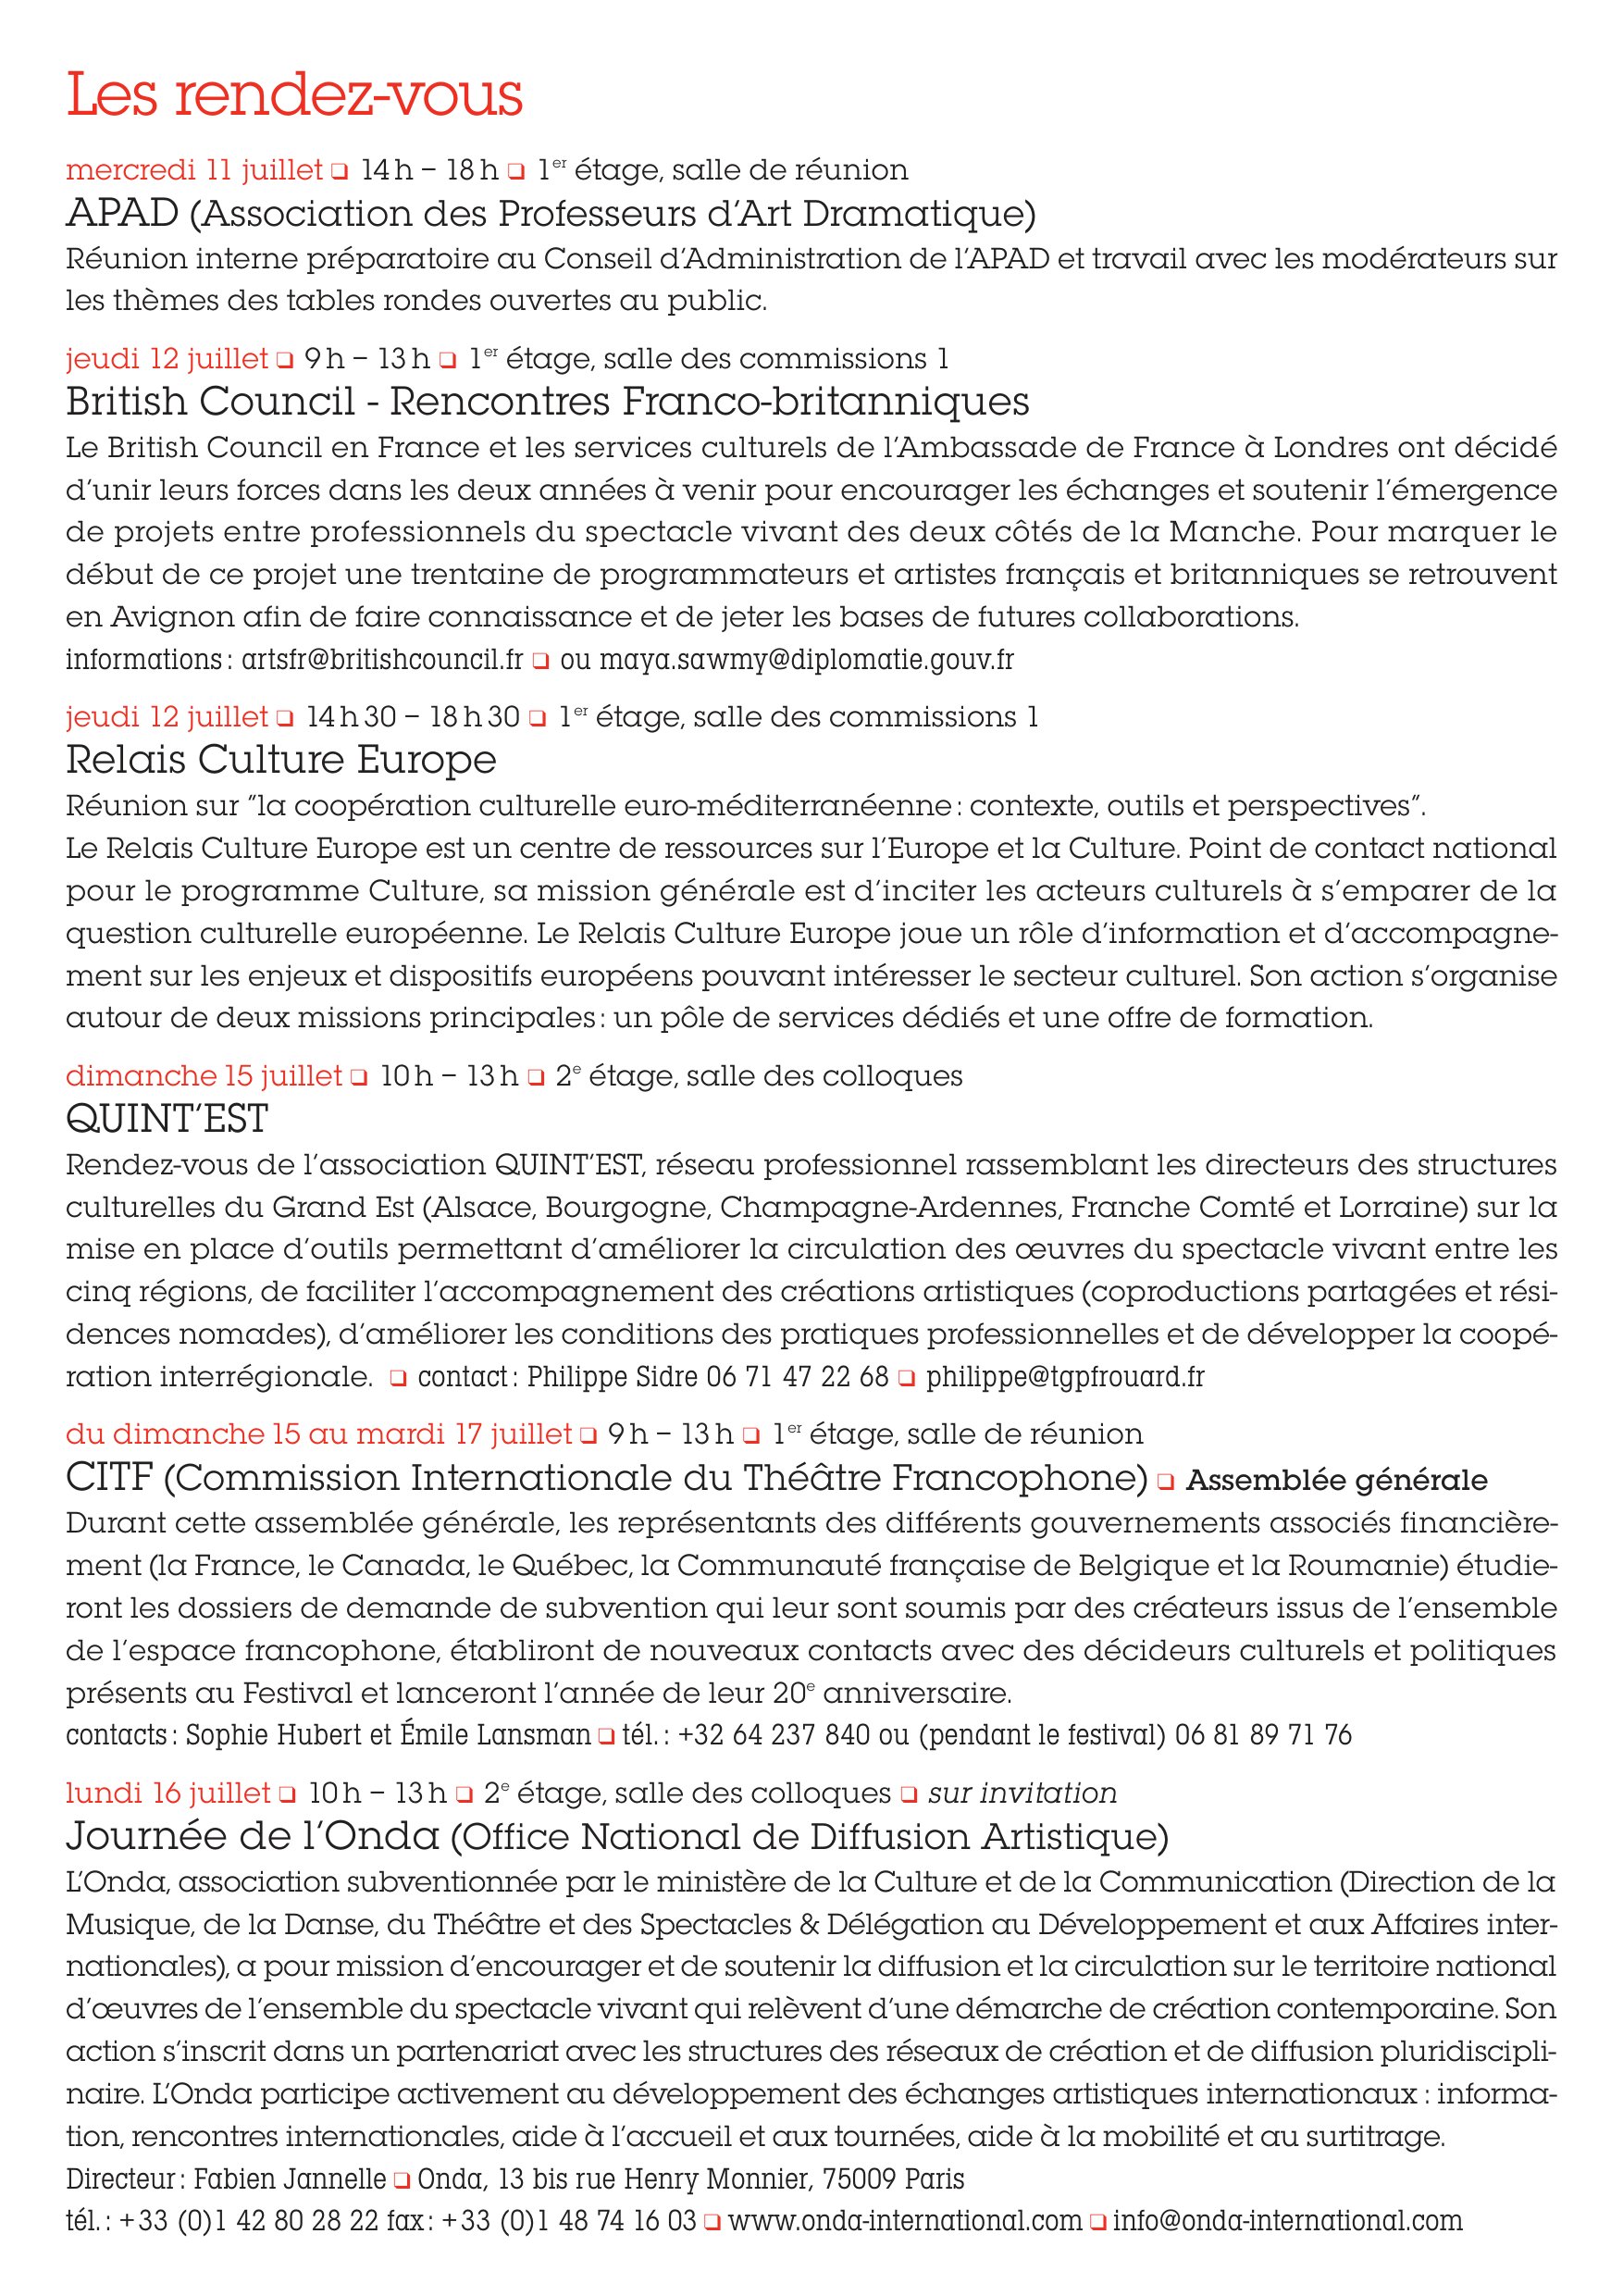 Les rendez-vous
mercredi 11 juillet ❑ 14 h – 18 h ❑ 1er étage, salle de réunion
APAD (Association des Professeurs d’Art Dramatique)
Réunion interne préparatoire au Conseil d’Administration de l’APAD et travail avec les modérateurs sur
les thèmes des tables rondes ouvertes au public.
jeudi 12 juillet ❑ 9 h – 13 h ❑ 1er étage, salle des commissions 1
British Council - Rencontres Franco-britanniques
Le British Council en France et les services culturels de l’Ambassade de France à Londres ont décidé
d’unir leurs forces dans les deux années à venir pour encourager les échanges et soutenir l’émergence
de projets entre professionnels du spectacle vivant des deux côtés de la Manche. Pour marquer le
début de ce projet une trentaine de programmateurs et artistes français et britanniques se retrouvent
en Avignon afin de faire connaissance et de jeter les bases de futures collaborations.
informations : artsfr@britishcouncil.fr ❑ ou maya.sawmy@diplomatie.gouv.fr
jeudi 12 juillet ❑ 14 h 30 – 18 h 30 ❑ 1er étage, salle des commissions 1
Relais Culture Europe
Réunion sur “la coopération culturelle euro-méditerranéenne : contexte, outils et perspectives”.
Le Relais Culture Europe est un centre de ressources sur l’Europe et la Culture. Point de contact national
pour le programme Culture, sa mission générale est d’inciter les acteurs culturels à s’emparer de la
question culturelle européenne. Le Relais Culture Europe joue un rôle d’information et d’accompagne-
ment sur les enjeux et dispositifs européens pouvant intéresser le secteur culturel. Son action s’organise
autour de deux missions principales : un pôle de services dédiés et une offre de formation.
dimanche 15 juillet ❑ 10 h – 13 h ❑ 2e étage, salle des colloques
QUINT’EST
Rendez-vous de l’association QUINT’EST, réseau professionnel rassemblant les directeurs des structures
culturelles du Grand Est (Alsace, Bourgogne, Champagne-Ardennes, Franche Comté et Lorraine) sur la
mise en place d’outils permettant d’améliorer la circulation des œuvres du spectacle vivant entre les
cinq régions, de faciliter l’accompagnement des créations artistiques (coproductions partagées et rési-
dences nomades), d’améliorer les conditions des pratiques professionnelles et de développer la coopé-
ration interrégionale. ❑ contact : Philippe Sidre 06 71 47 22 68 ❑ philippe@tgpfrouard.fr
du dimanche 15 au mardi 17 juillet ❑ 9 h – 13 h ❑ 1er étage, salle de réunion
CITF (Commission Internationale du Théâtre Francophone) ❑ Assemblée générale
Durant cette assemblée générale, les représentants des différents gouvernements associés financière-
ment (la France, le Canada, le Québec, la Communauté française de Belgique et la Roumanie) étudie-
ront les dossiers de demande de subvention qui leur sont soumis par des créateurs issus de l’ensemble
de l’espace francophone, établiront de nouveaux contacts avec des décideurs culturels et politiques
présents au Festival et lanceront l’année de leur 20e anniversaire.
contacts : Sophie Hubert et Émile Lansman ❑ tél. : +32 64 237 840 ou (pendant le festival) 06 81 89 71 76
lundi 16 juillet ❑ 10 h – 13 h ❑ 2e étage, salle des colloques ❑ sur invitation
Journée de l’Onda (Office National de Diffusion Artistique)
L’Onda, association subventionnée par le ministère de la Culture et de la Communication (Direction de la
Musique, de la Danse, du Théâtre et des Spectacles & Délégation au Développement et aux Affaires inter-
nationales), a pour mission d’encourager et de soutenir la diffusion et la circulation sur le territoire national
d’œuvres de l’ensemble du spectacle vivant qui relèvent d’une démarche de création contemporaine. Son
action s’inscrit dans un partenariat avec les structures des réseaux de création et de diffusion pluridiscipli-
naire. L’Onda participe activement au développement des échanges artistiques internationaux : informa-
tion, rencontres internationales, aide à l’accueil et aux tournées, aide à la mobilité et au surtitrage.
Directeur : Fabien Jannelle ❑ Onda, 13 bis rue Henry Monnier, 75009 Paris
tél. : +33 (0)1 42 80 28 22 fax : +33 (0)1 48 74 16 03 ❑ www.onda-international.com ❑ info@onda-international.com